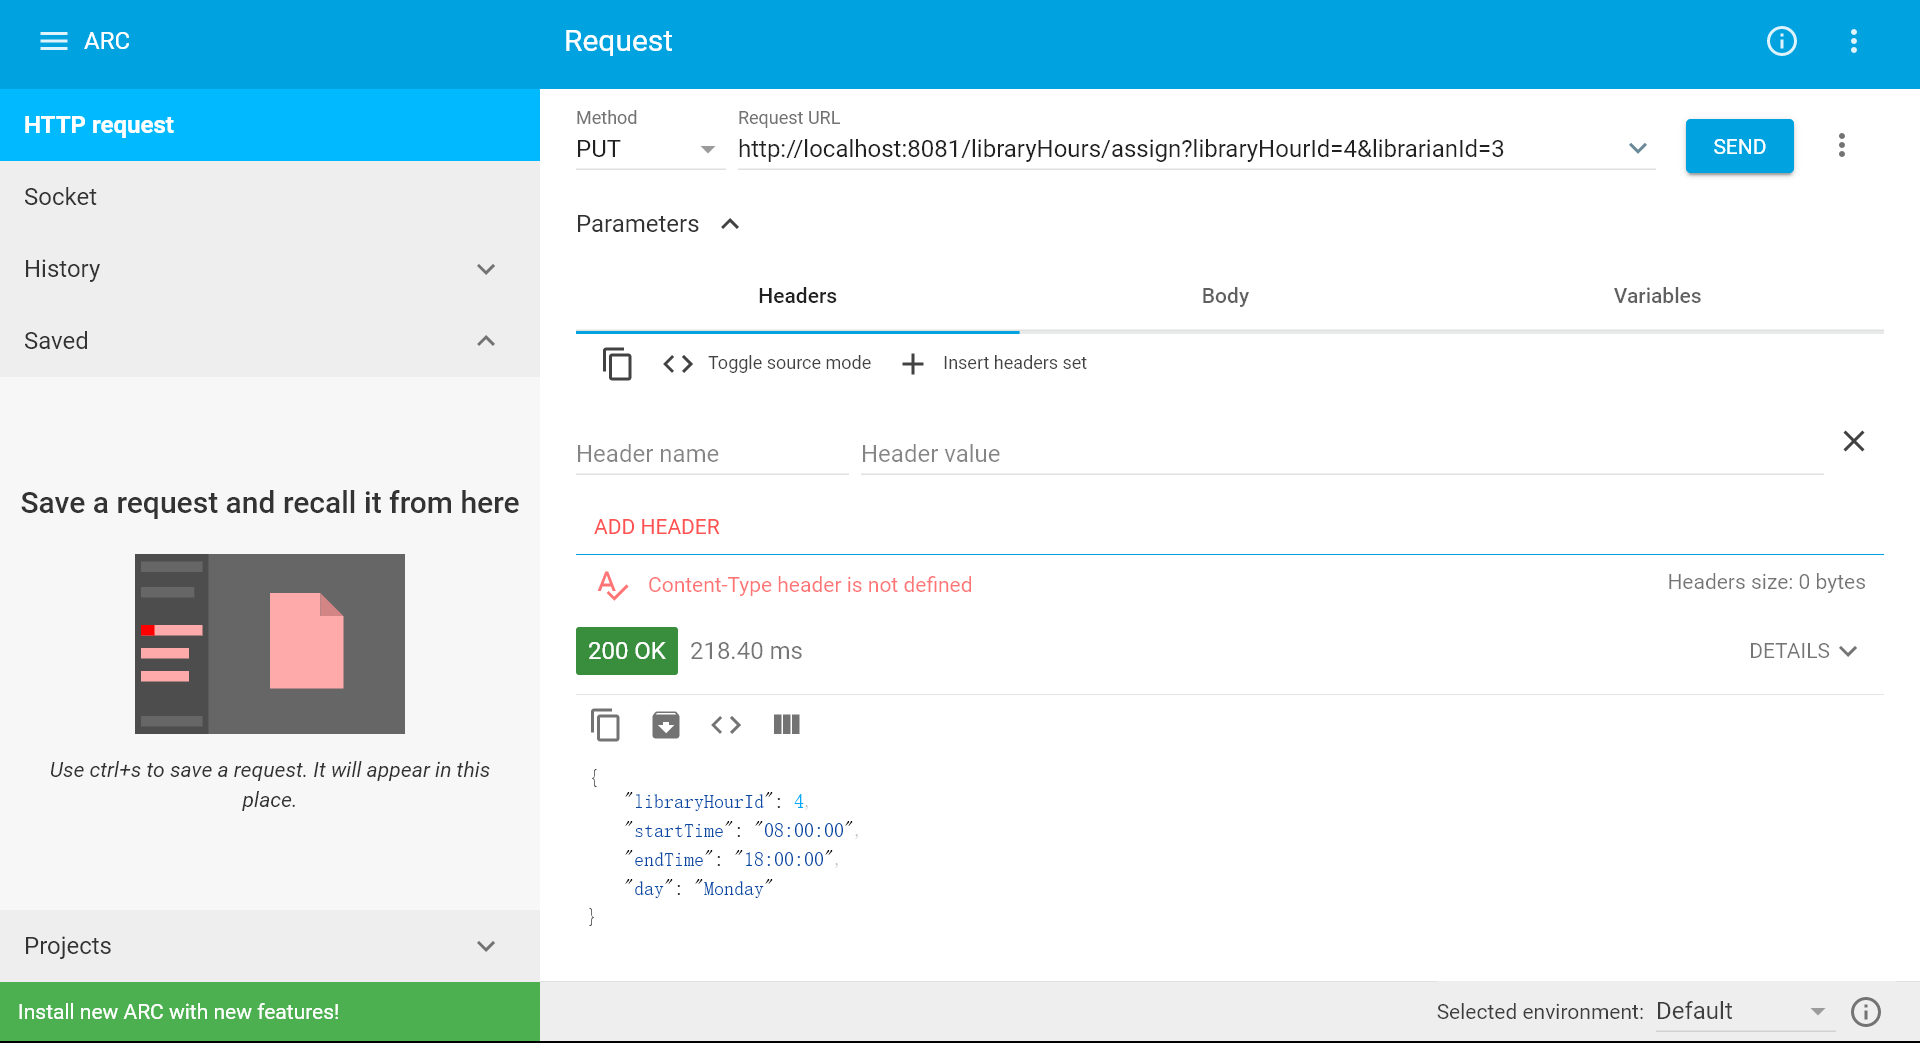 ARC
Request
HTTP request
Socket
History
Saved
Save a request and recall it from here
Use ctrl+s to save a request. It will appear in this
place.
Projects
Install new ARC with new features!
Method
Request URL
PUT
http://localhost:8081/libraryHours/assign?libraryHourId=4&librarianId=3
SEND
Parameters
Headers
Body
Variables
Toggle source mode
Insert headers set
Header name
Header value
ADD HEADER
Content-Type header is not defined
Headers size: 0 bytes
200 OK
218.40 ms
DETAILS
{
"libraryHourId": 4,
"startTime": "08:00:00",
"endTime": "18:00:00",
"day": "Monday"
}
Selected environment:
Default